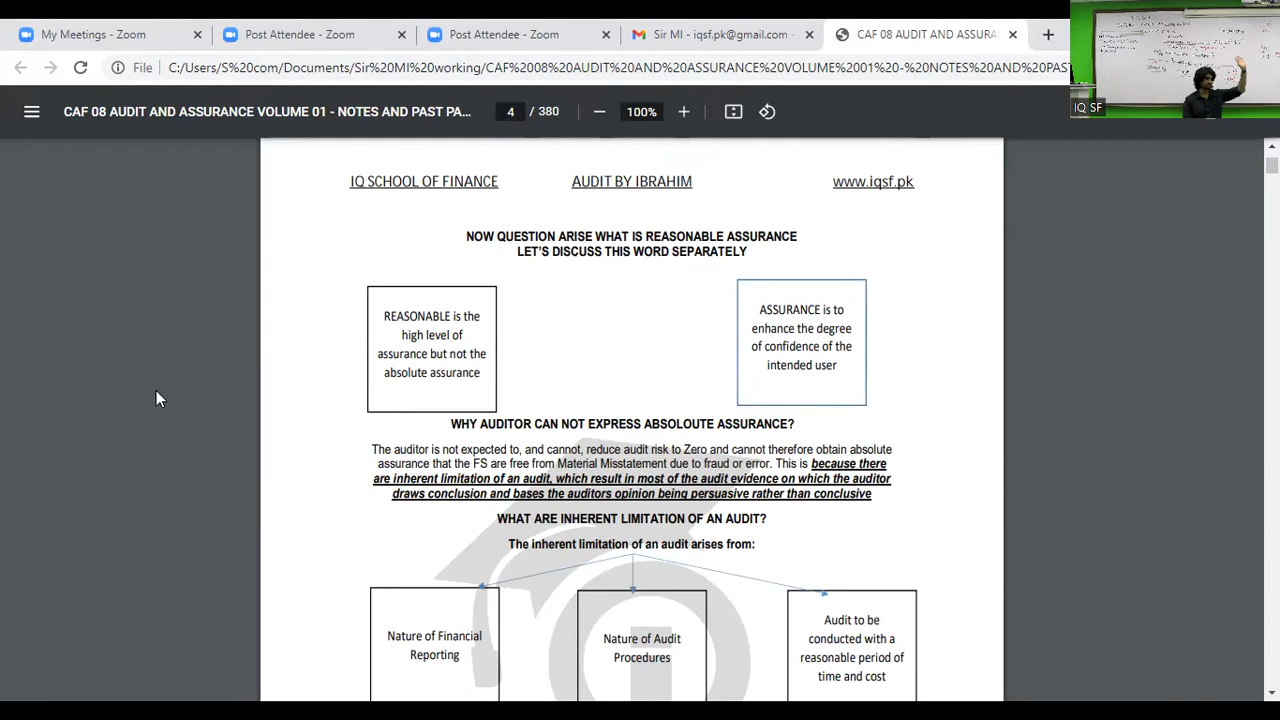 My Meetings - Zoom
Post Attendee - Zoom
Post Attendee - Zoom
Sir MI - iqsf.pk@gmail.com -
CAF 08 AUDIT AND ASSURA
File
C:/Users/S%20com/Documents/Sir%20MI%20working/CAF%2008%20AUDIT%20AND%20ASSURANCE%20VOLUME%2001%20-%20NOTES%20AND%20PAST
IQ SF
CAF 08 AUDIT AND ASSURANCE VOLUME 01 - NOTES AND PAST PA...
4 / 380
100%
IQ SCHOOL OF FINANCE
AUDIT BY IBRAHIM
www.iqsf.pk
NOW QUESTION ARISE WHAT IS REASONABLE ASSURANCE
LET'S DISCUSS THIS WORD SEPARATELY
REASONABLE is the
high level of
assurance but not the
absolute assurance
ASSURANCE is to
enhance the degree
of confidence of the
intended user
WHY AUDITOR CAN NOT EXPRESS ABSOLOUTE ASSURANCE?
The auditor is not expected to, and cannot, reduce audit risk to Zero and cannot therefore obtain absolute
assurance that the FS are free from Material Misstatement due to fraud or error. This is because there
are inherent limitation of an audit, which result in most of the audit evidence on which the auditor
draws conclusion and bases the auditors opinion being persuasive rather than conclusive
WHAT ARE INHERENT LIMITATION OF AN AUDIT?
The inherent limitation of an audit arises from:
Nature of Financial
Reporting
Nature of Audit
Procedures
Audit to be
conducted with a
reasonable period of
time and cost